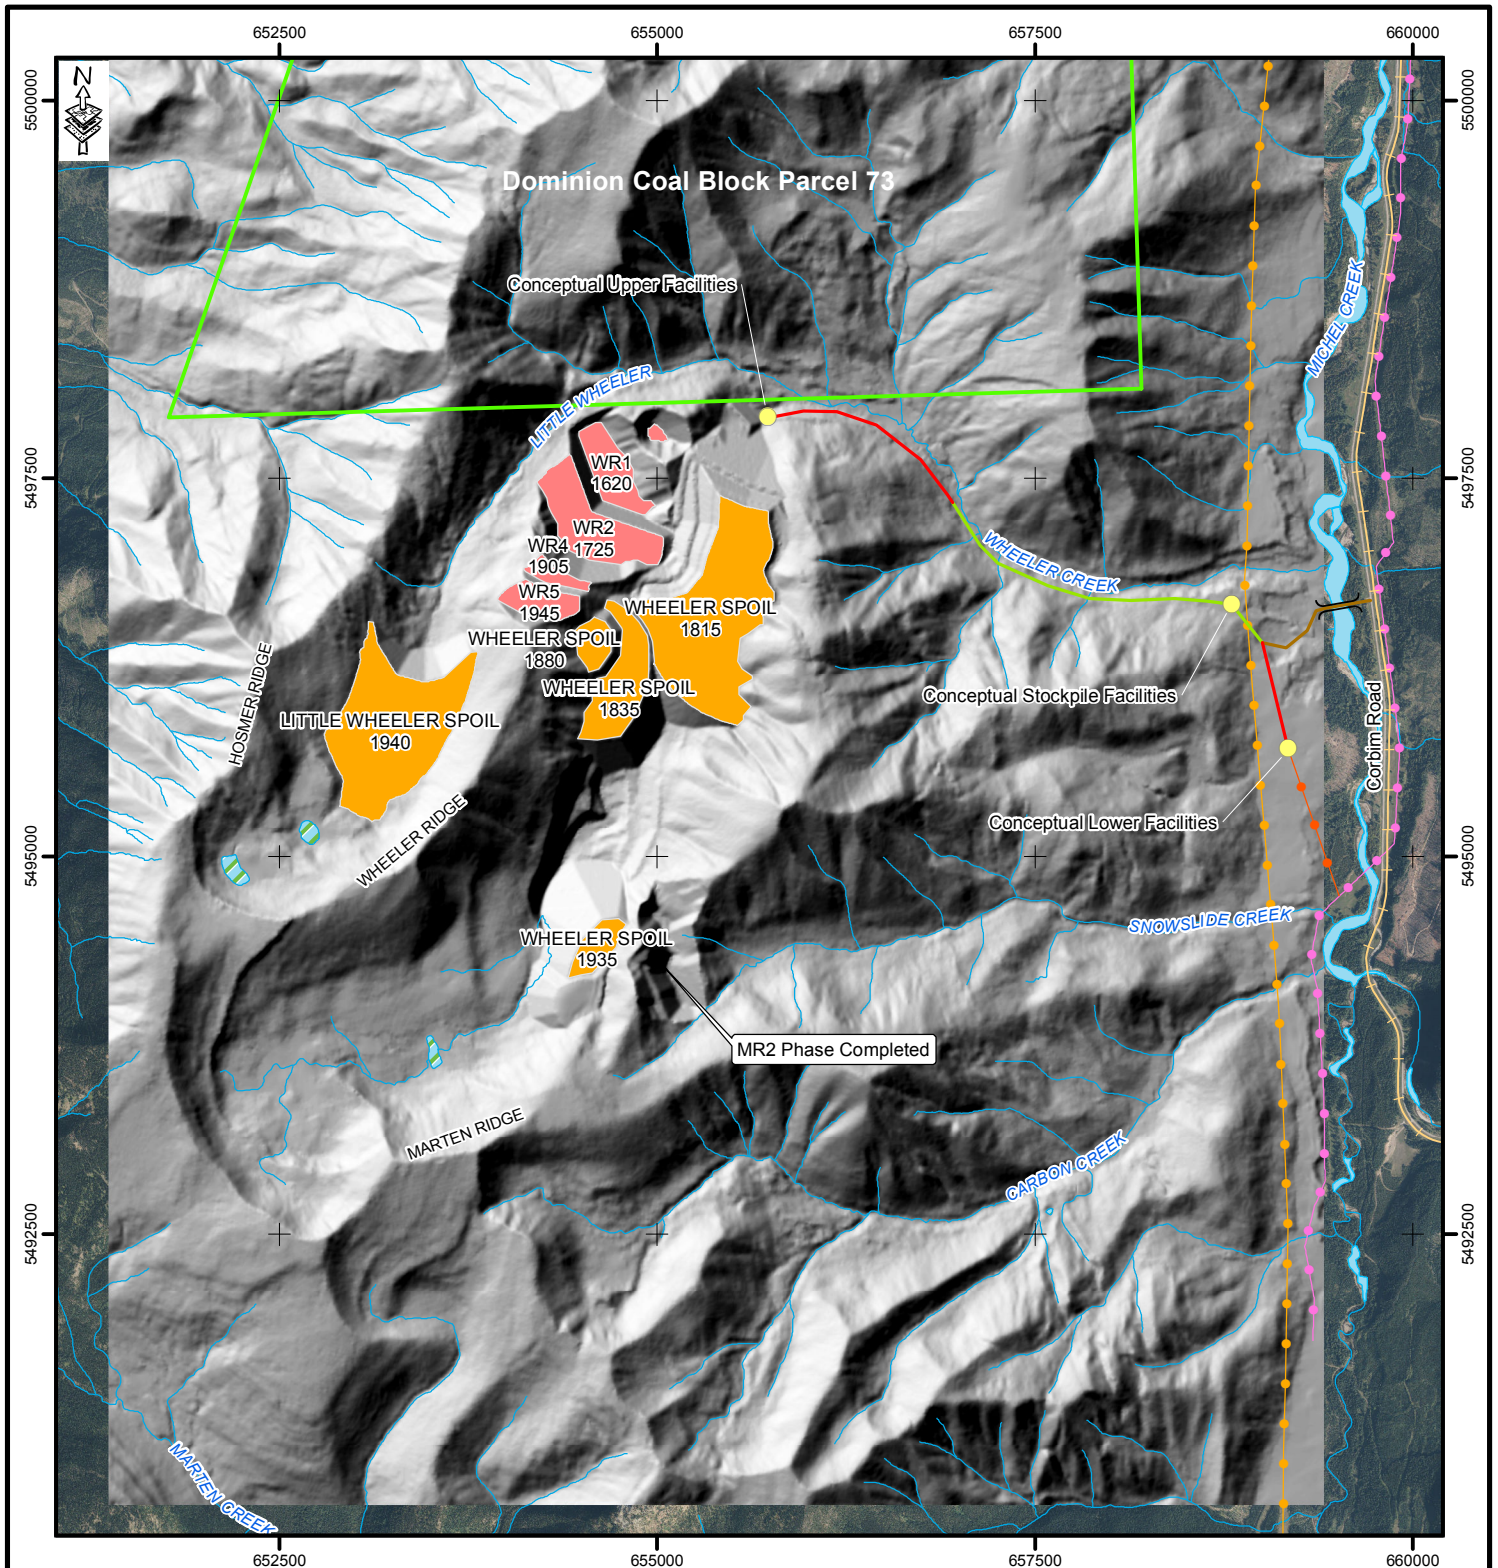 652500
655000
657500
660000
N
5500000
5500000
Dominion Coal Block Parcel 73
Conceptual Upper Facilities
MICHEL CREEK
LITTLE WHEELER
WR1
1620
5497500
5497500
WR2
1725
WR4
1905
WHEELER CREEK
WR5
1945
WHEELER SPOIL
1815
WHEELER SPOIL
1880
HOSMER RIDGE
WHEELER SPOIL
1835
Conceptual Stockpile Facilities
LITTLE WHEELER SPOIL
1940
Corbim Road
Conceptual Lower Facilities
WHEELER RIDGE
5495000
5495000
SNOWSLIDE CREEK
WHEELER SPOIL
1935
MR2 Phase Completed
MARTEN RIDGE
CARBON CREEK
5492500
5492500
MARTEN CREEK
652500
655000
657500
660000